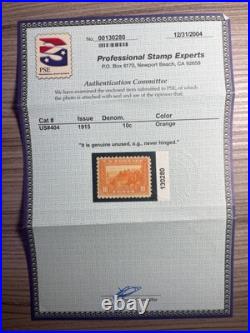 PSE
No. 00130280
12/31/2004
Professional Stamp Experts
P.O. Box 6170, Newport Beach, CA 92658
Authentication Committee
We have examined the enclosed item submitted to PSE, of which
the photo is attached with seal and are of the opinion that:
Cat # Issue Denom. Color
US#404 1915 10c Orange
"it is genuine unused, o.g., never hinged."
130280